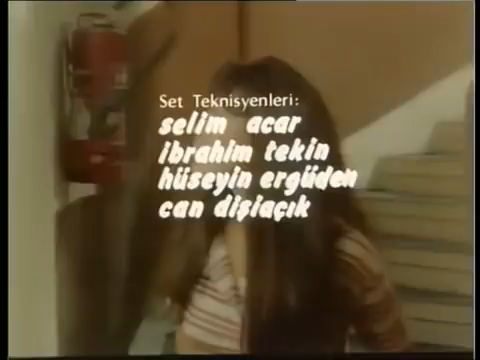 Set Teknisyenleri:
selim acar
ibrahim tekin
hüseyin ergüden
can dişiaçık